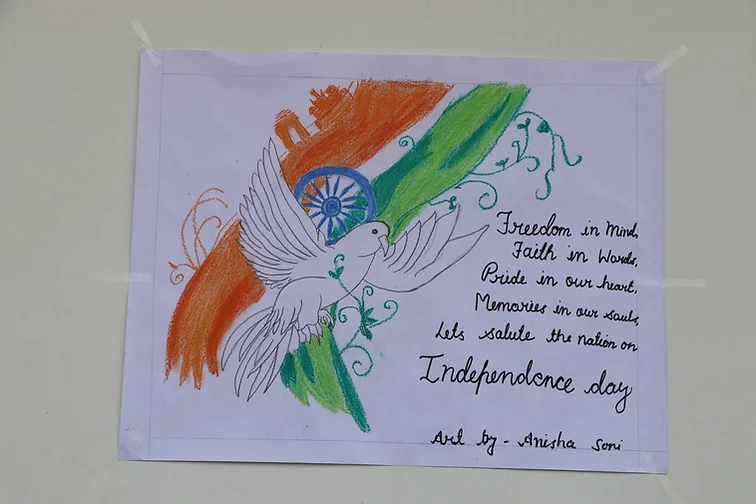 Freedom in Mind,
Faith in Words,
Pride in our heart,
Memories in our souls,
Lets salute the nation on
Independence day
Art by - Anisha Soni